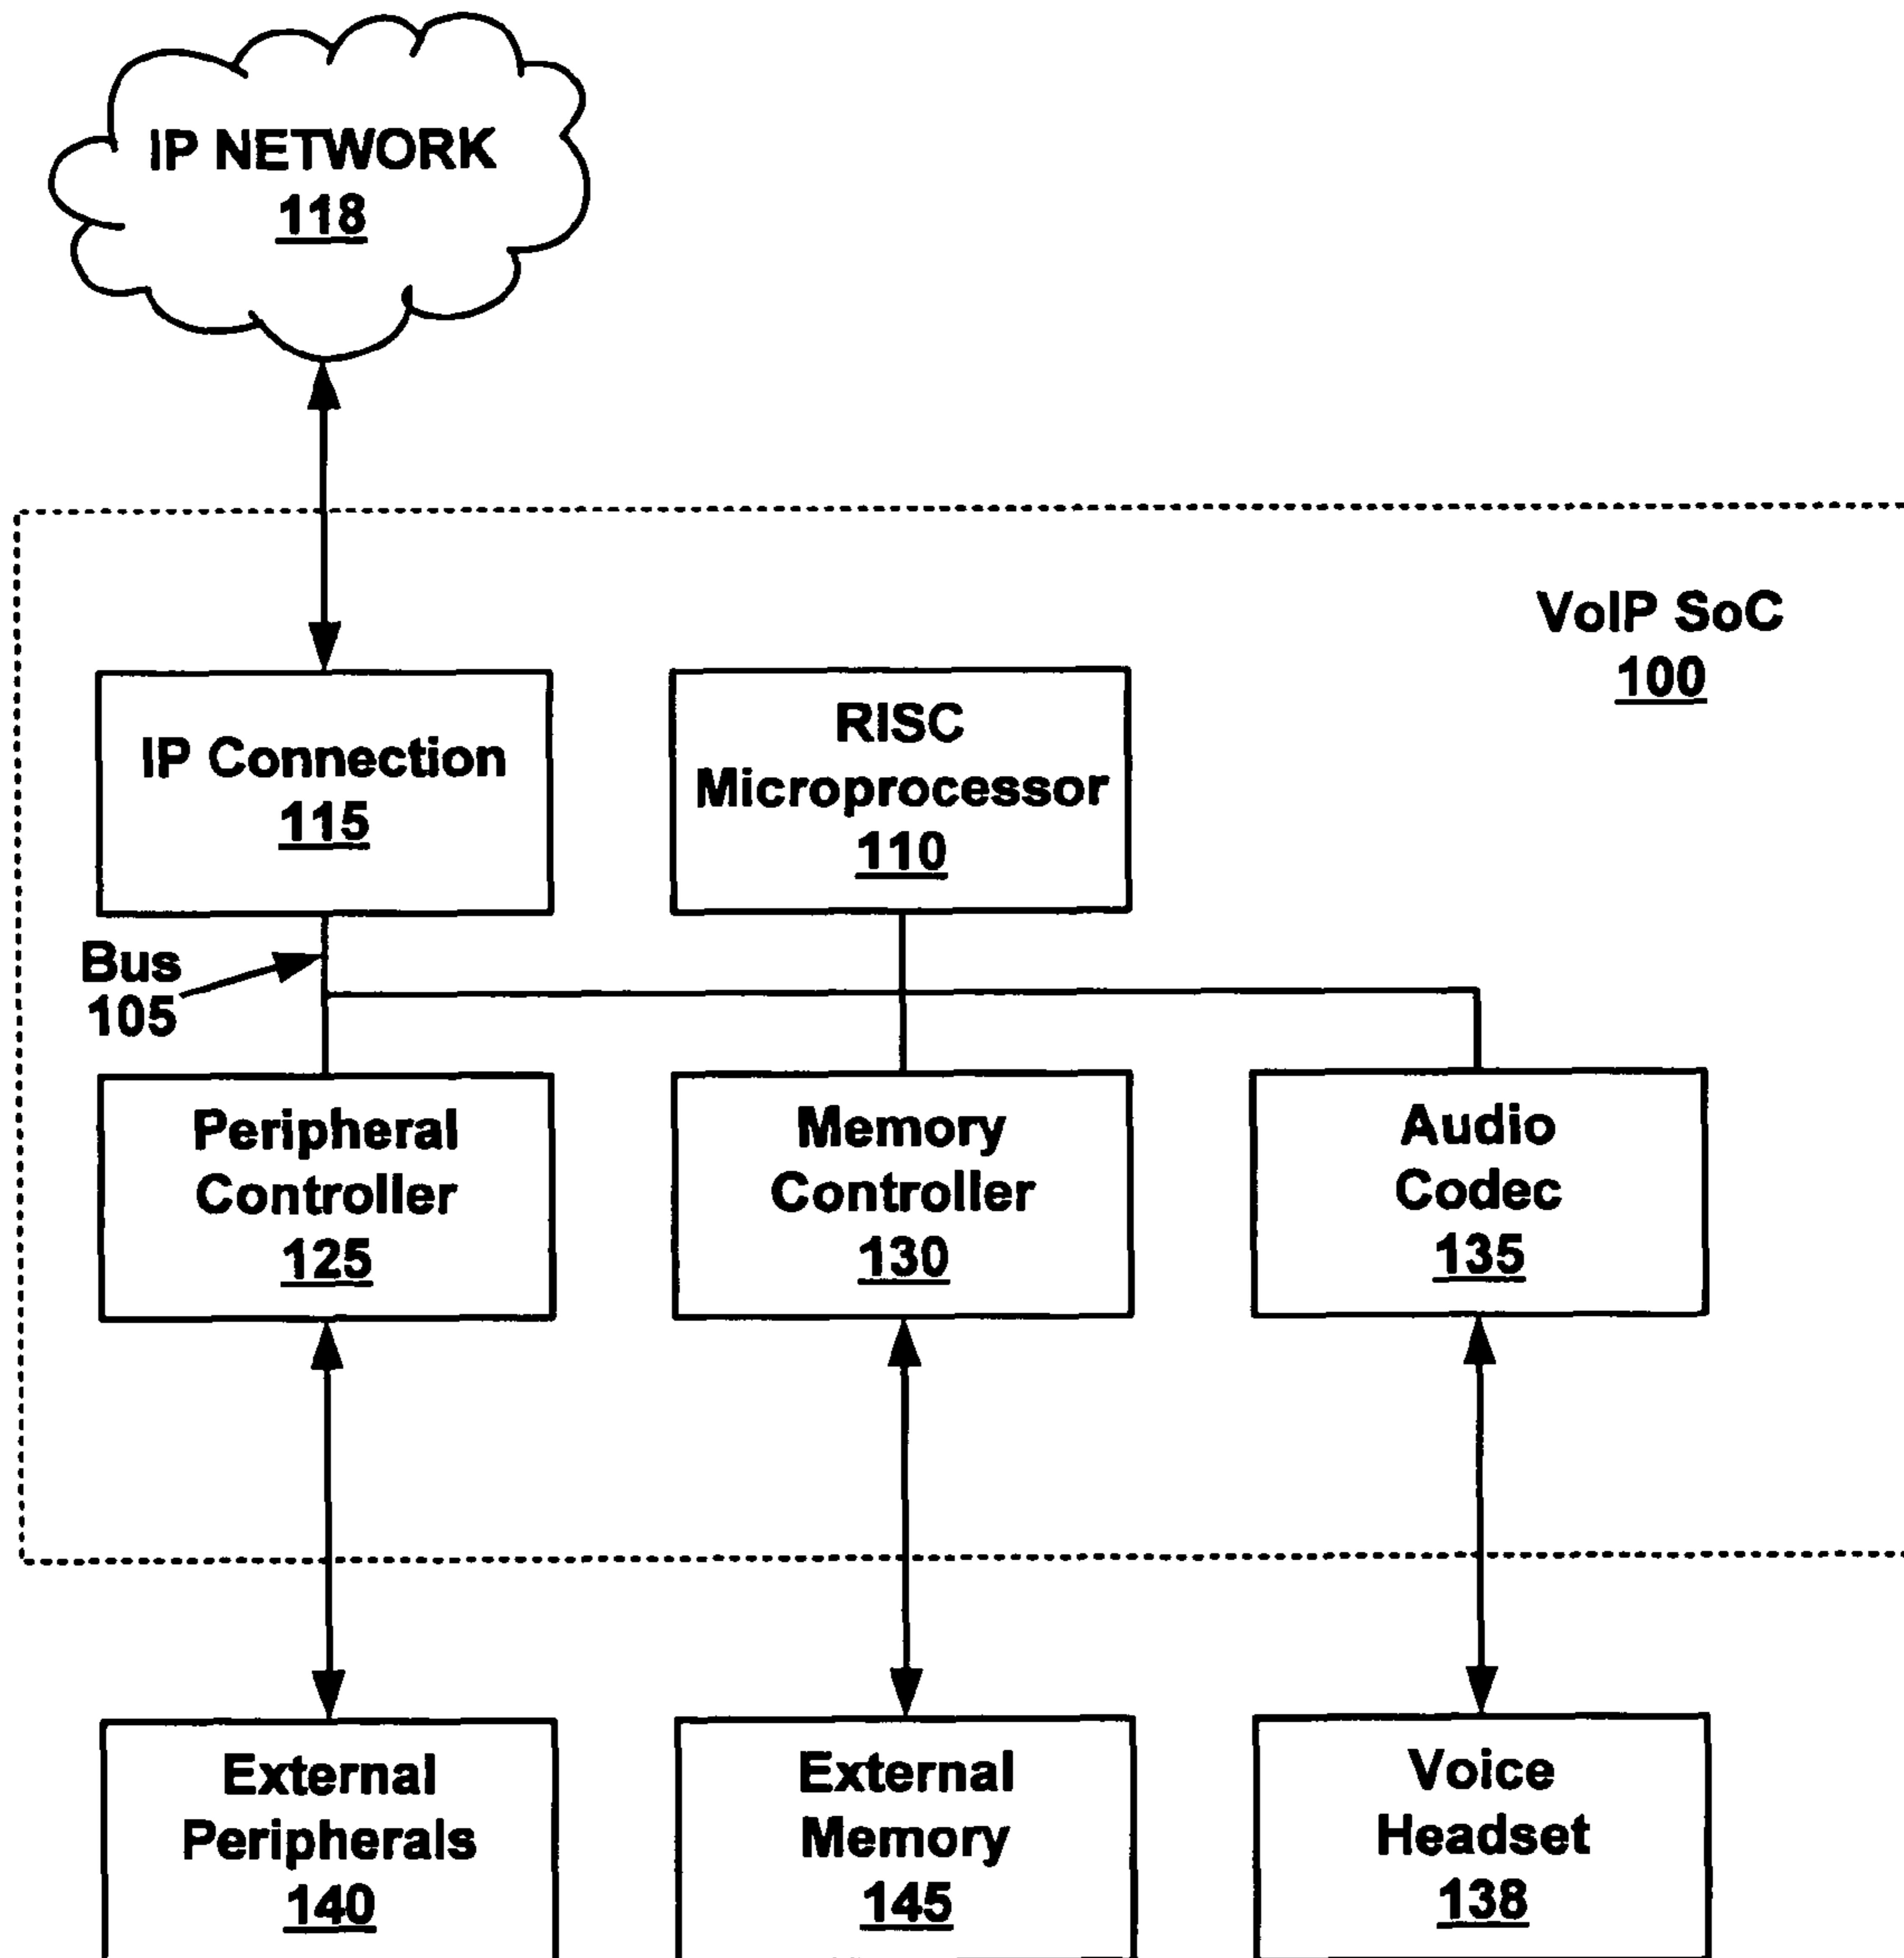 IP NETWORK
118
VoIP SoC
100
IP Connection
115
RISC
Microprocessor
110
Bus
105
Peripheral
Controller
125
Memory
Controller
130
Audio
Codec
135
External
Peripherals
140
External
Memory
145
Voice
Headset
138